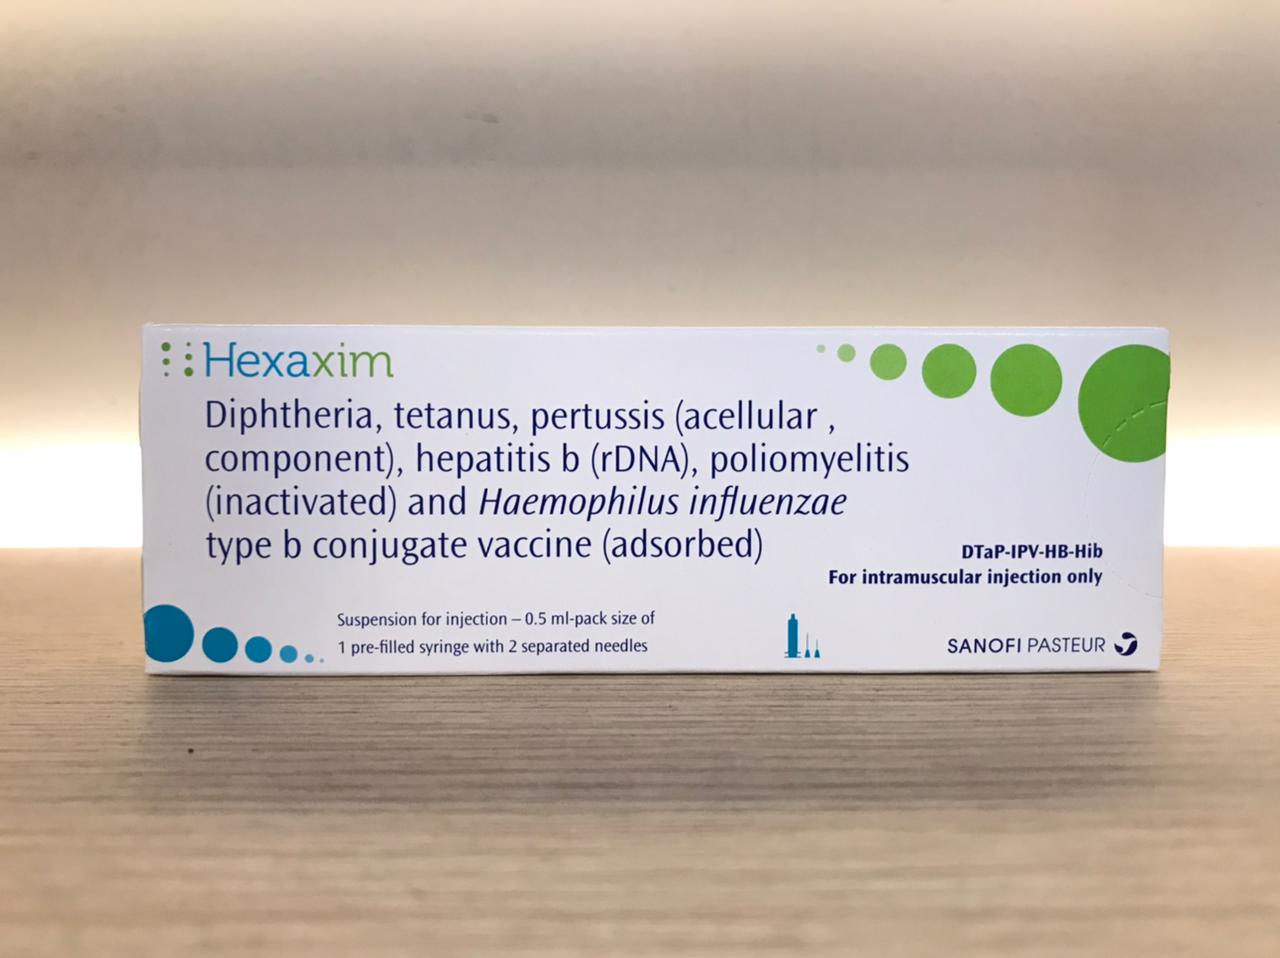 Hexaxim
Diphtheria, tetanus, pertussis (acellular ,
component), hepatitis b (rDNA), poliomyelitis
(inactivated) and Haemophilus influenzae
type b conjugate vaccine (adsorbed)
DTaP-IPV-HB-Hib
For intramuscular injection only
Suspension for injection – 0.5 ml-pack size of
1 pre-filled syringe with 2 separated needles
SANOFI PASTEUR